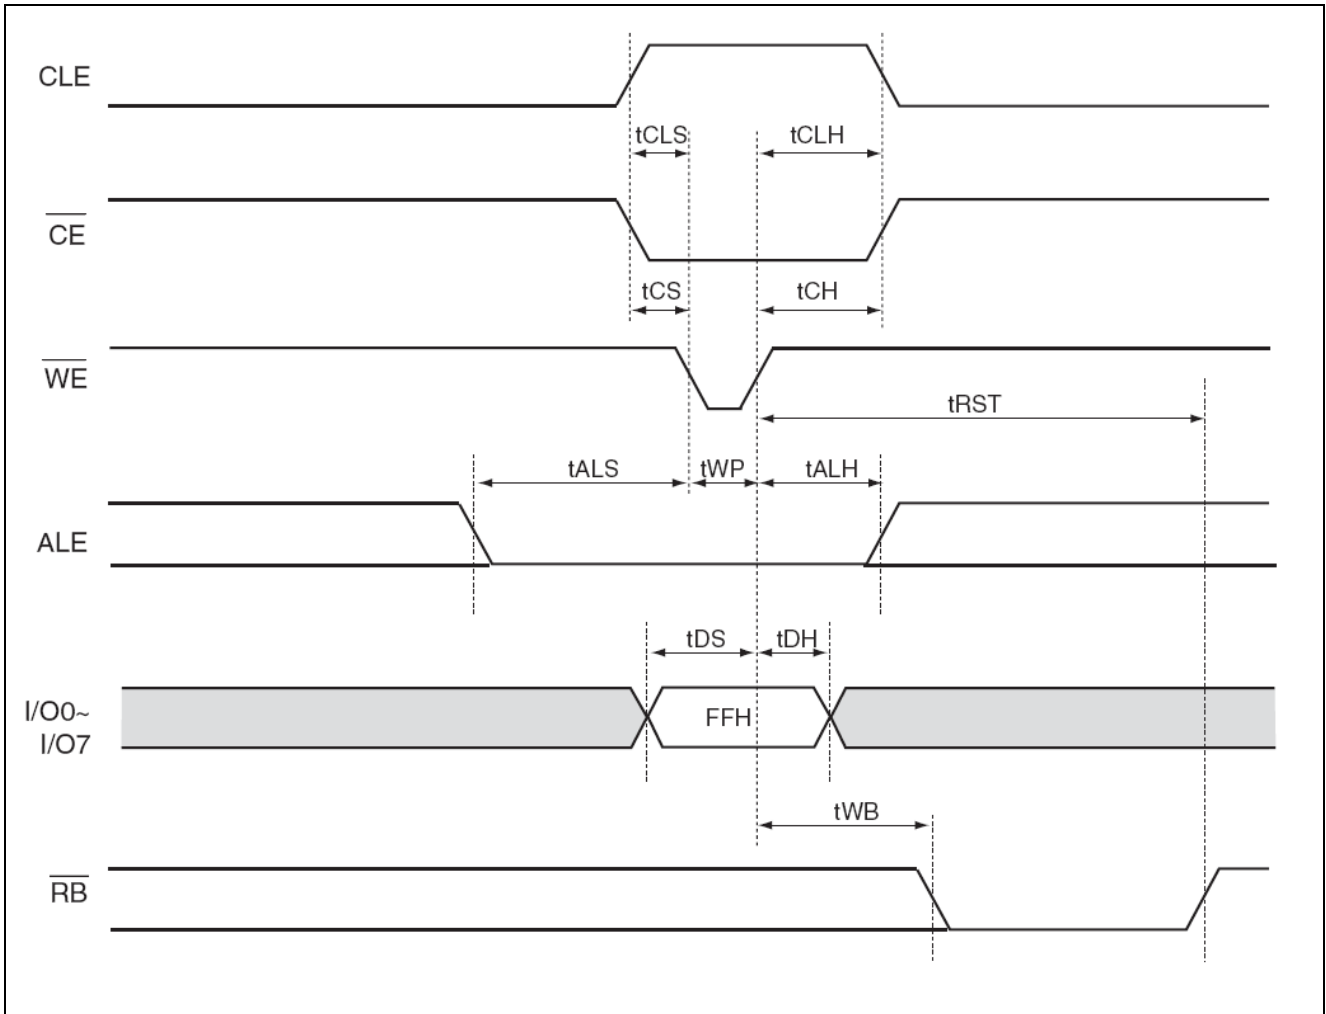 CLE
tCLS
tCLH
CE
tCS
tCH
WE
tRST
tALS
tWP
tALH
ALE
tDS
tDH
I/O0~
I/O7
FFH
tWB
RB